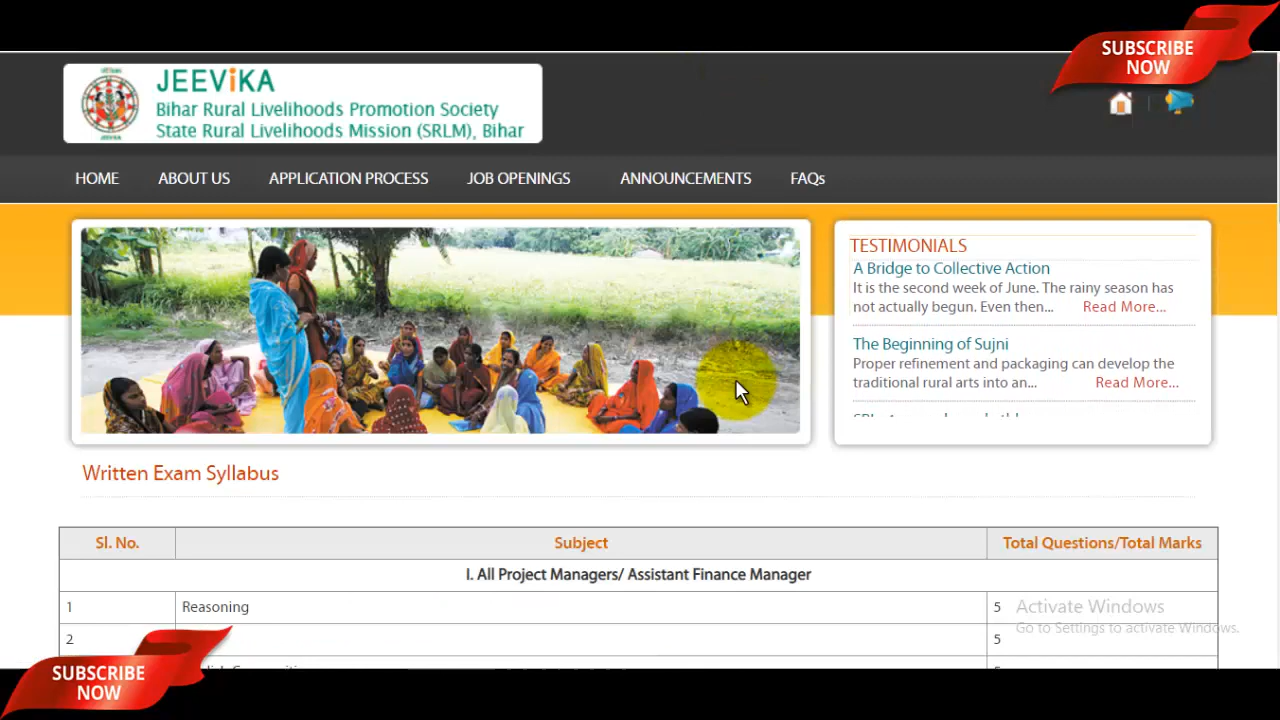 SUBSCRIBE
NOW
JEEViKA
Bihar Rural Livelihoods Promotion Society
State Rural Livelihoods Mission (SRLM), Bihar
HOME
ABOUT US
APPLICATION PROCESS
JOB OPENINGS
ANNOUNCEMENTS
FAQs
TESTIMONIALS
A Bridge to Collective Action
It is the second week of June. The rainy season has
not actually begun. Even then... Read More...
The Beginning of Sujni
Proper refinement and packaging can develop the
traditional rural arts into an... Read More...
Written Exam Syllabus
Sl. No. Subject Total Questions/Total Marks
I. All Project Managers/ Assistant Finance Manager
1 Reasoning 5
Activate Windows
2 5
Go to Settings to activate Windows.
SUBSCRIBE
NOW